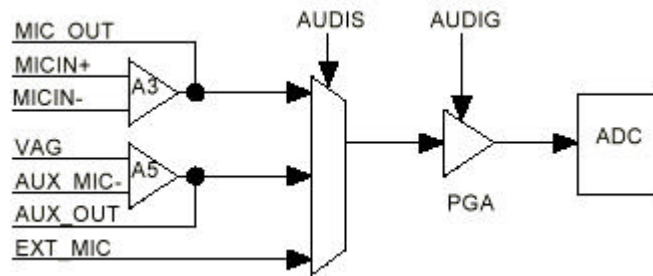 MIC_OUT
AUDIS
AUDIG
MICIN+
MICIN-
A3
VAG
AUX_MIC-
A5
AUX_OUT
EXT_MIC
PGA
ADC